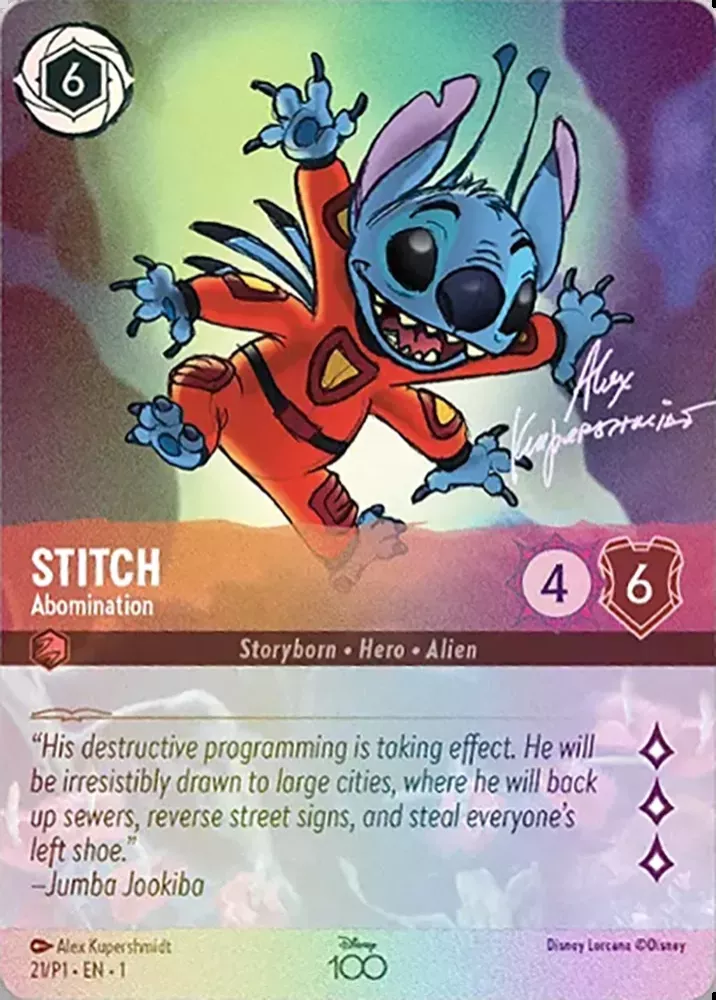 6
Alex
Kupershmidt
STITCH
Abomination
4
6
Storyborn • Hero • Alien
“His destructive programming is taking effect. He will
be irresistibly drawn to large cities, where he will back
up sewers, reverse street signs, and steal everyone’s
left shoe.”
—Jumba Jookiba
Alex Kupershmidt
21/P1 • EN • 1
Disney
100
Disney Lorcana ©Disney